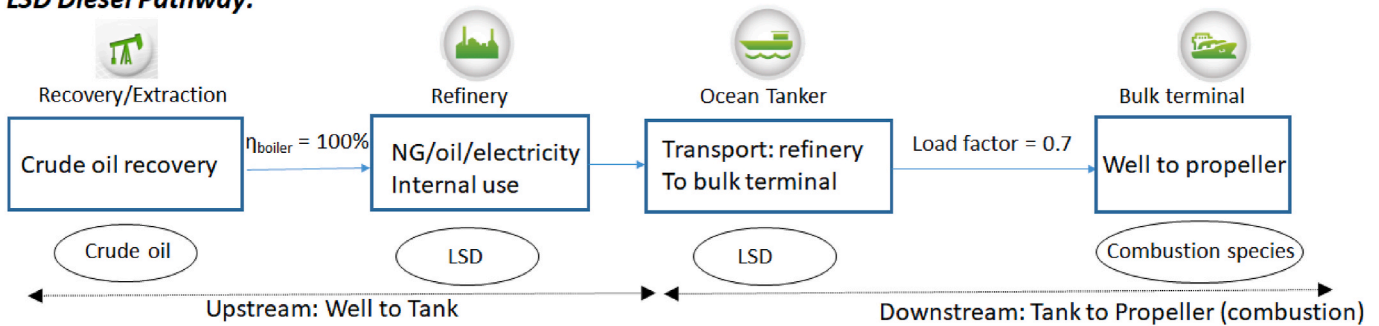 LSD Diesel Pathway:
Recovery/Extraction
Refinery
Ocean Tanker
Bulk terminal
Crude oil recovery
ηboiler = 100%
NG/oil/electricity
Internal use
Transport: refinery
To bulk terminal
Load factor = 0.7
Well to propeller
Crude oil
LSD
LSD
Combustion species
Upstream: Well to Tank
Downstream: Tank to Propeller (combustion)